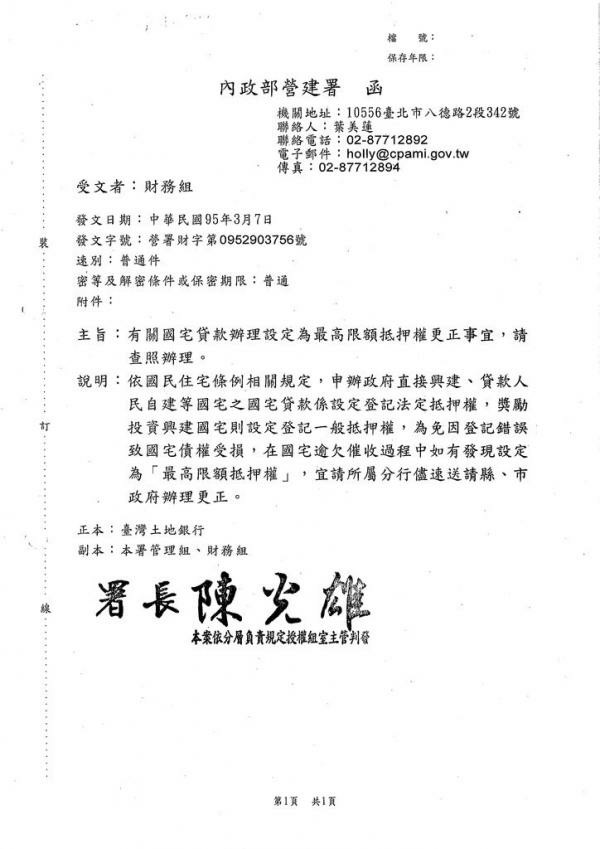 檔　　號：
保存年限：
內政部營建署　函
機關地址：10556臺北市八德路2段342號
聯絡人：葉美蓮
聯絡電話：02-87712892
電子郵件：holly@cpami.gov.tw
傳真：02-87712894
受文者：財務組
發文日期：中華民國95年3月7日
發文字號：營署財字第0952903756號
速別：普通件
密等及解密條件或保密期限：普通
附件：
主旨：有關國宅貸款辦理設定為最高限額抵押權更正事宜，請
查照辦理。
說明：依國民住宅條例相關規定，申辦政府直接興建、貸款人
民自建等國宅之國宅貸款係設定登記法定抵押權，獎勵
投資興建國宅則設定登記一般抵押權，為免因登記錯誤
致國宅債權受損，在國宅逾欠催收過程中如有發現設定
為「最高限額抵押權」，宜請所屬分行儘速送請縣、市
政府辦理更正。
正本：臺灣土地銀行
副本：本署管理組、財務組
署長陳光雄
本案依分層負責規定授權組室主管判發
裝
訂
線
第1頁　共1頁